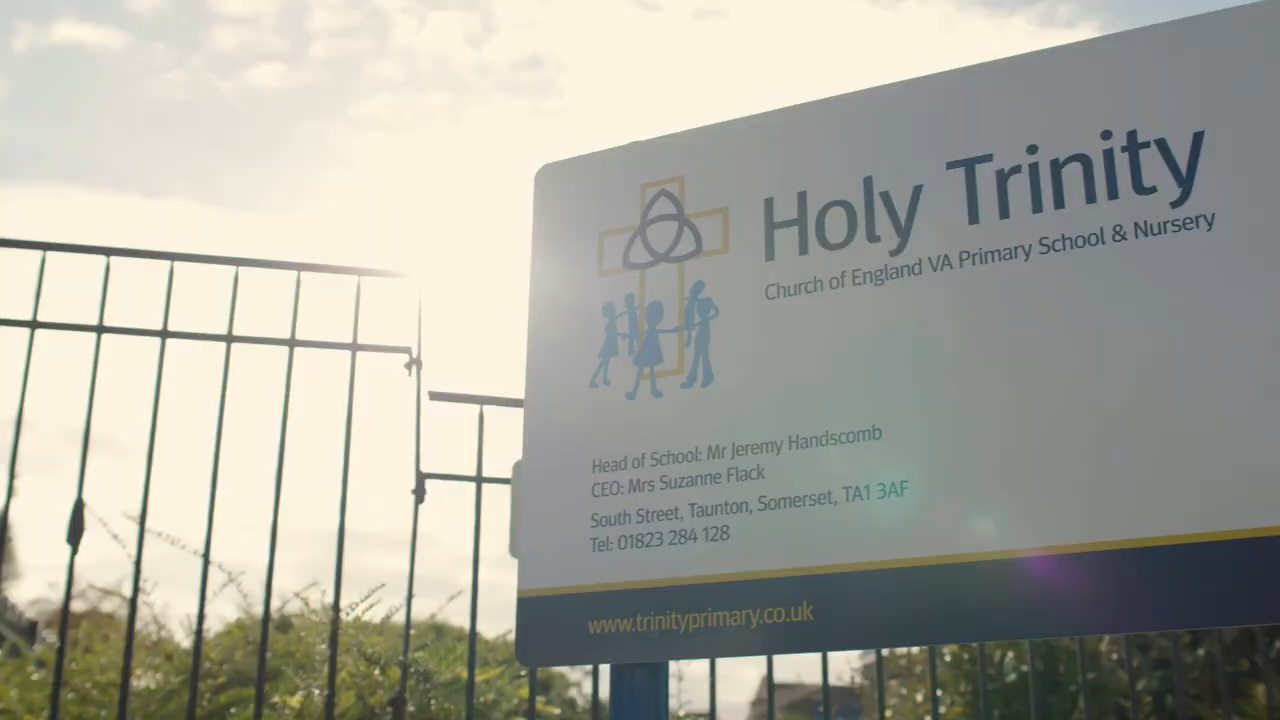 Holy Trinity
Church of England VA Primary School & Nursery
Head of School: Mr Jeremy Handscomb
CEO: Mrs Suzanne Flack
South Street, Taunton, Somerset, TA1 3AF
Tel: 01823 284 128
www.trinityprimary.co.uk